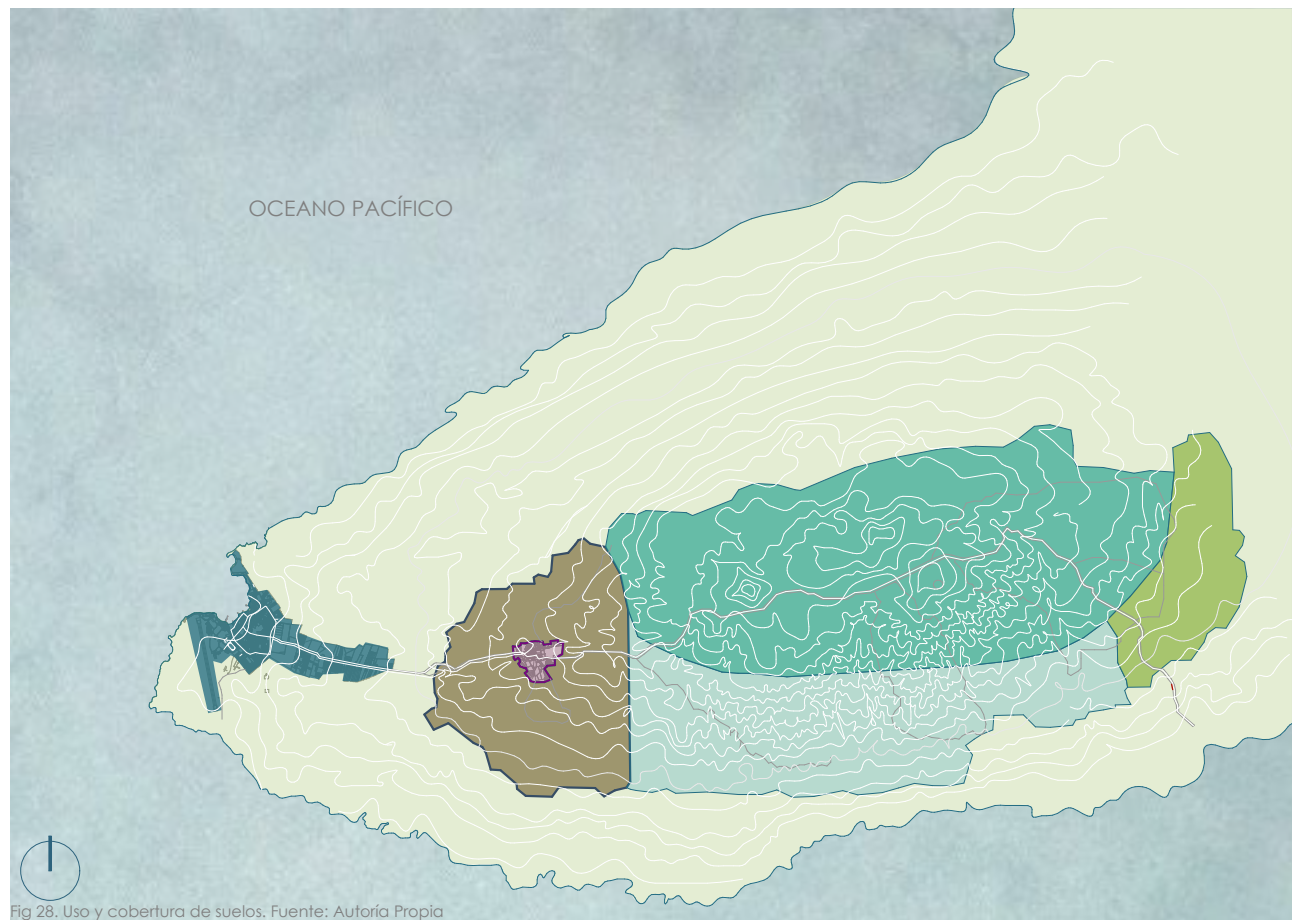 OCEANO PACÍFICO
Fig 28. Uso y cobertura de suelos. Fuente: Autoría Propia